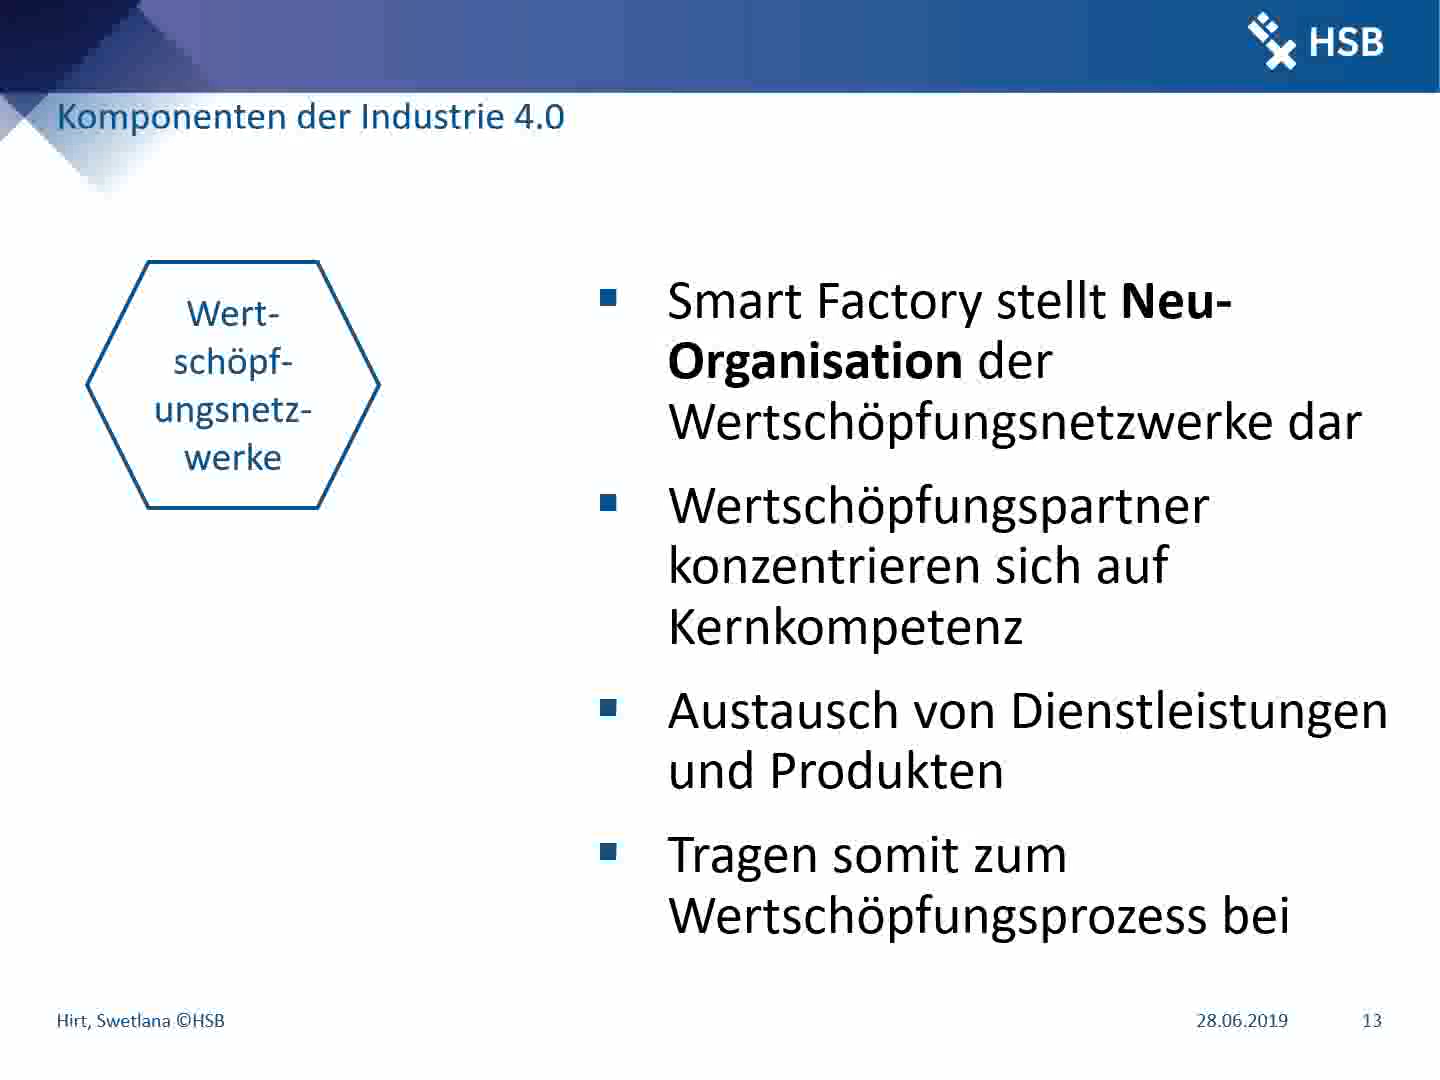 HSB
Komponenten der Industrie 4.0
Wert-
schöpf-
ungsnetz-
werke
Smart Factory stellt Neu-
Organisation der
Wertschöpfungsnetzwerke dar
Wertschöpfungspartner
konzentrieren sich auf
Kernkompetenz
Austausch von Dienstleistungen
und Produkten
Tragen somit zum
Wertschöpfungsprozess bei
Hirt, Swetlana ©HSB
28.06.2019
13